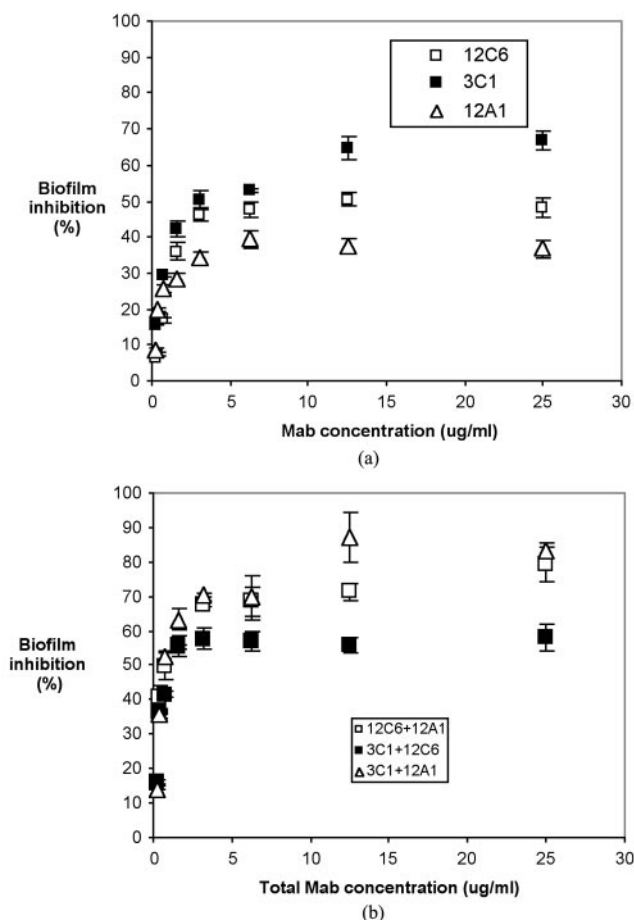 100
90
80
70
60
50
40
30
20
10
0
Biofilm
inhibition
(%)
12C6
3C1
12A1
0 5 10 15 20 25 30
Mab concentration (ug/ml)
(a)
100
90
80
70
60
50
40
30
20
10
0
Biofilm
inhibition
(%)
12C6+12A1
3C1+12C6
3C1+12A1
0 5 10 15 20 25 30
Total Mab concentration (ug/ml)
(b)